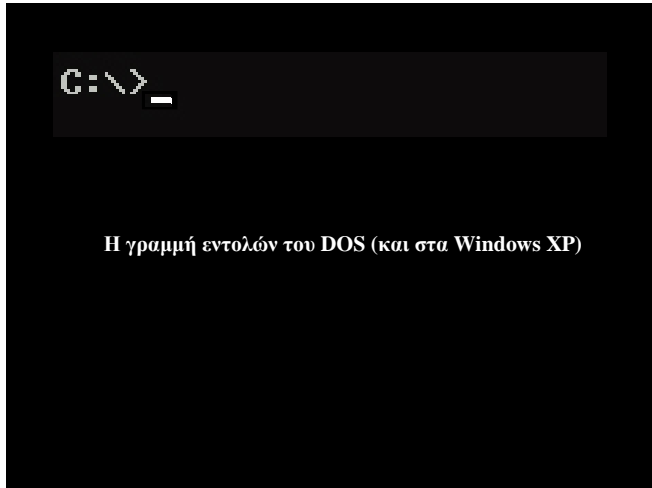 C:\>_
Η γραμμή εντολών του DOS (και στα Windows XP)